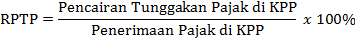 Pencairan Tunggakan Pajak di KPP
RPTP = x 100%
Penerimaan Pajak di KPP